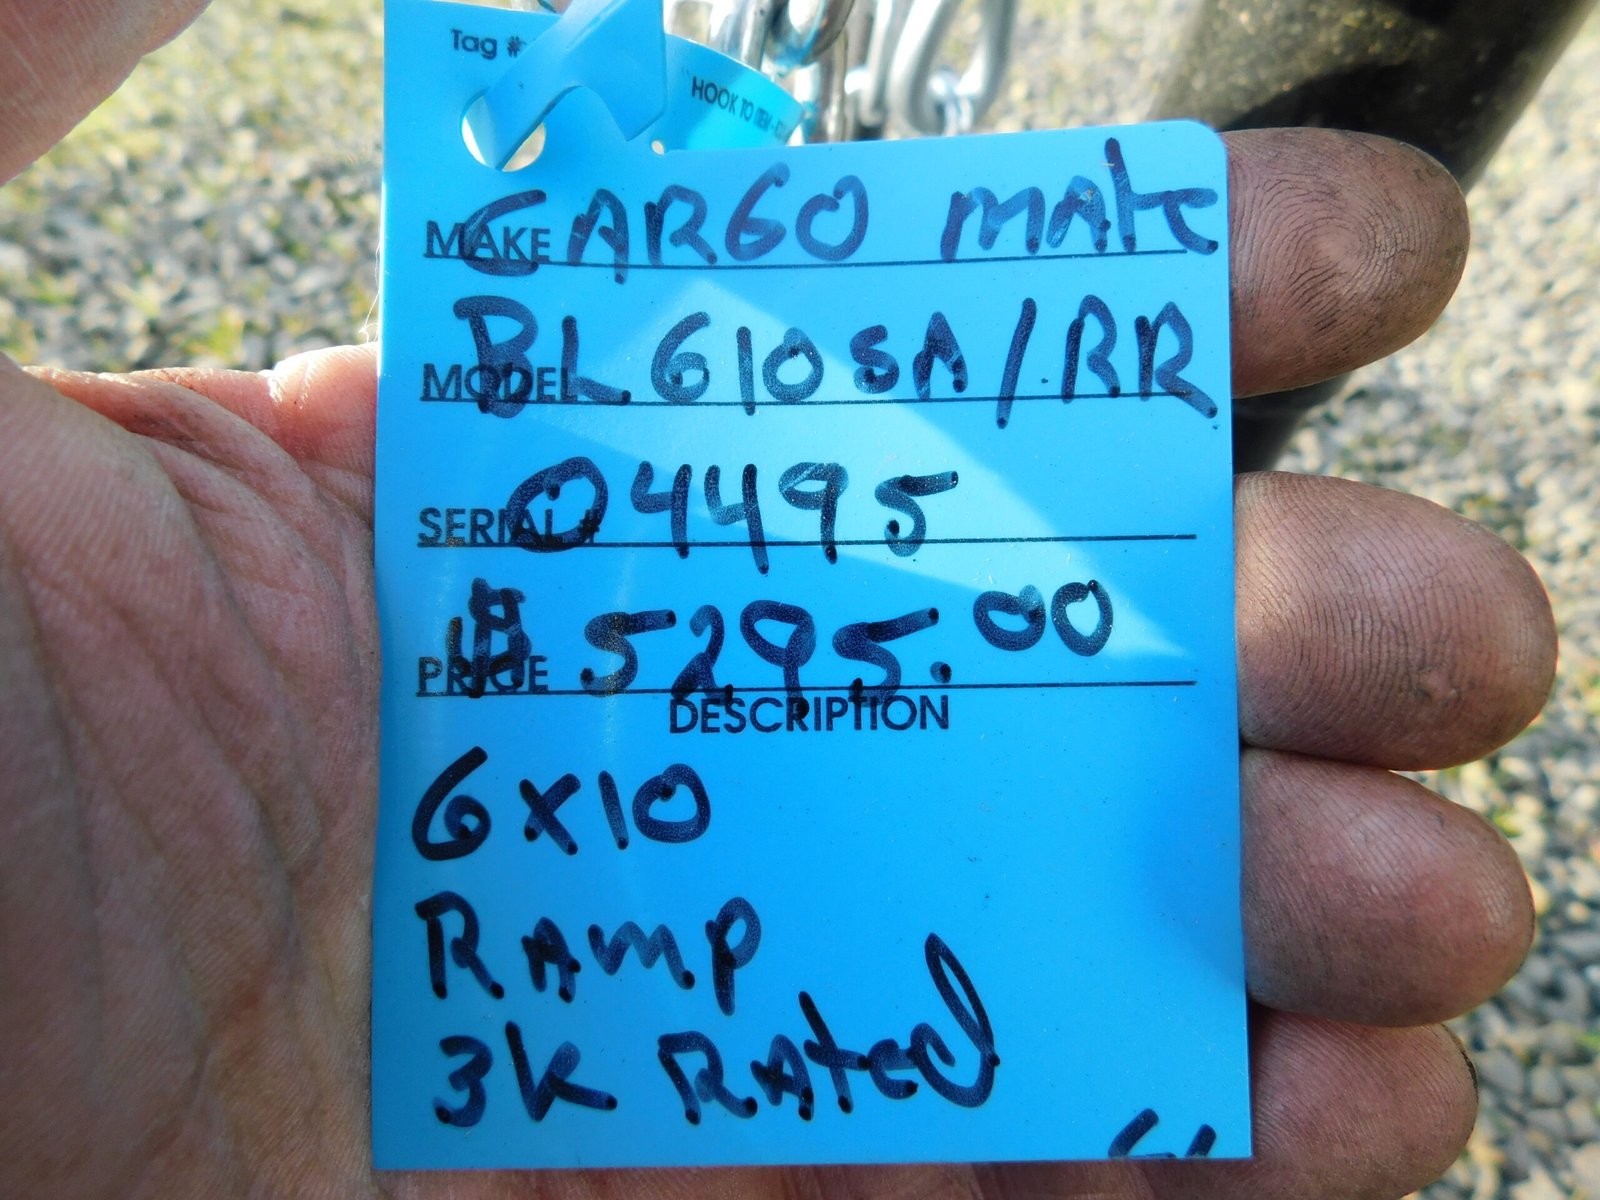 Tag #
HOOK TO ITEM
MAKE CARGO MATE
MODEL BL610SA/RR
SERIAL # 04495
PRICE $5295.00
DESCRIPTION
6x10
RAmp
3K RAted